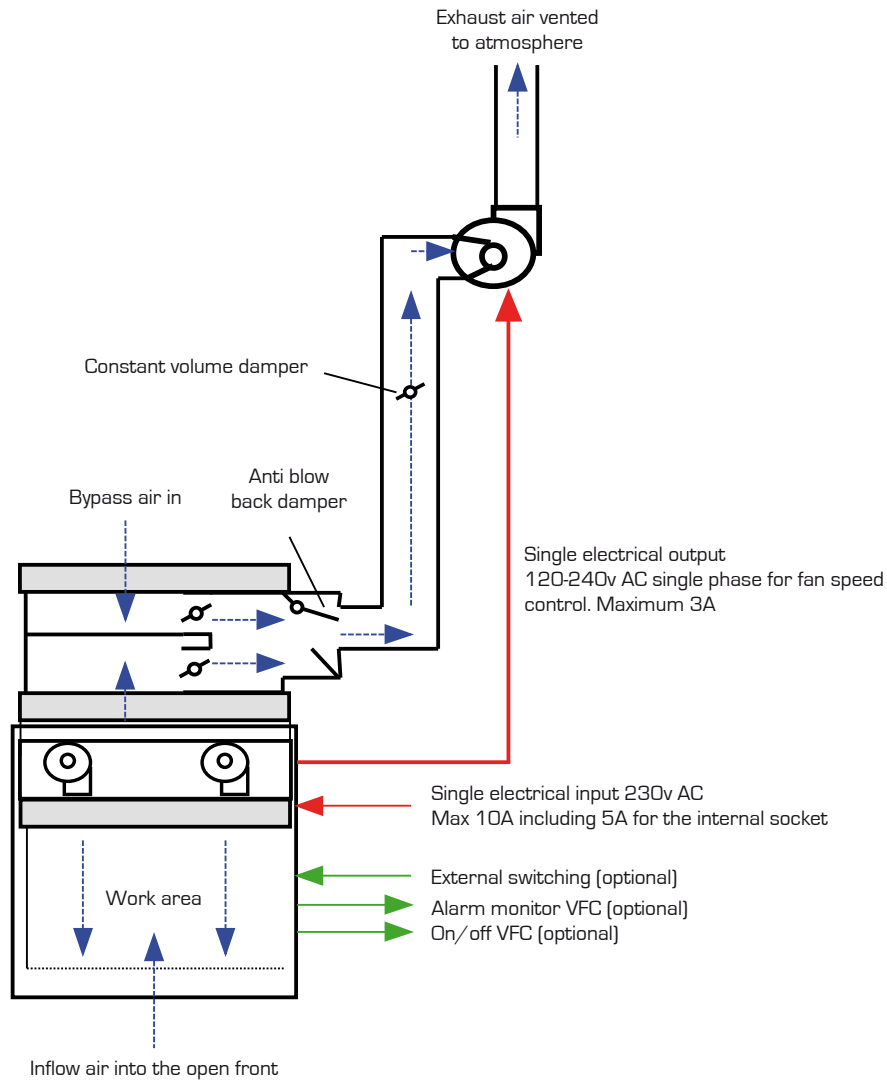 Exhaust air vented
to atmosphere
Constant volume damper
Anti blow
back damper
Bypass air in
Single electrical output
120-240v AC single phase for fan speed
control. Maximum 3A
Single electrical input 230v AC
Max 10A including 5A for the internal socket
Work area
External switching (optional)
Alarm monitor VFC (optional)
On/off VFC (optional)
Inflow air into the open front